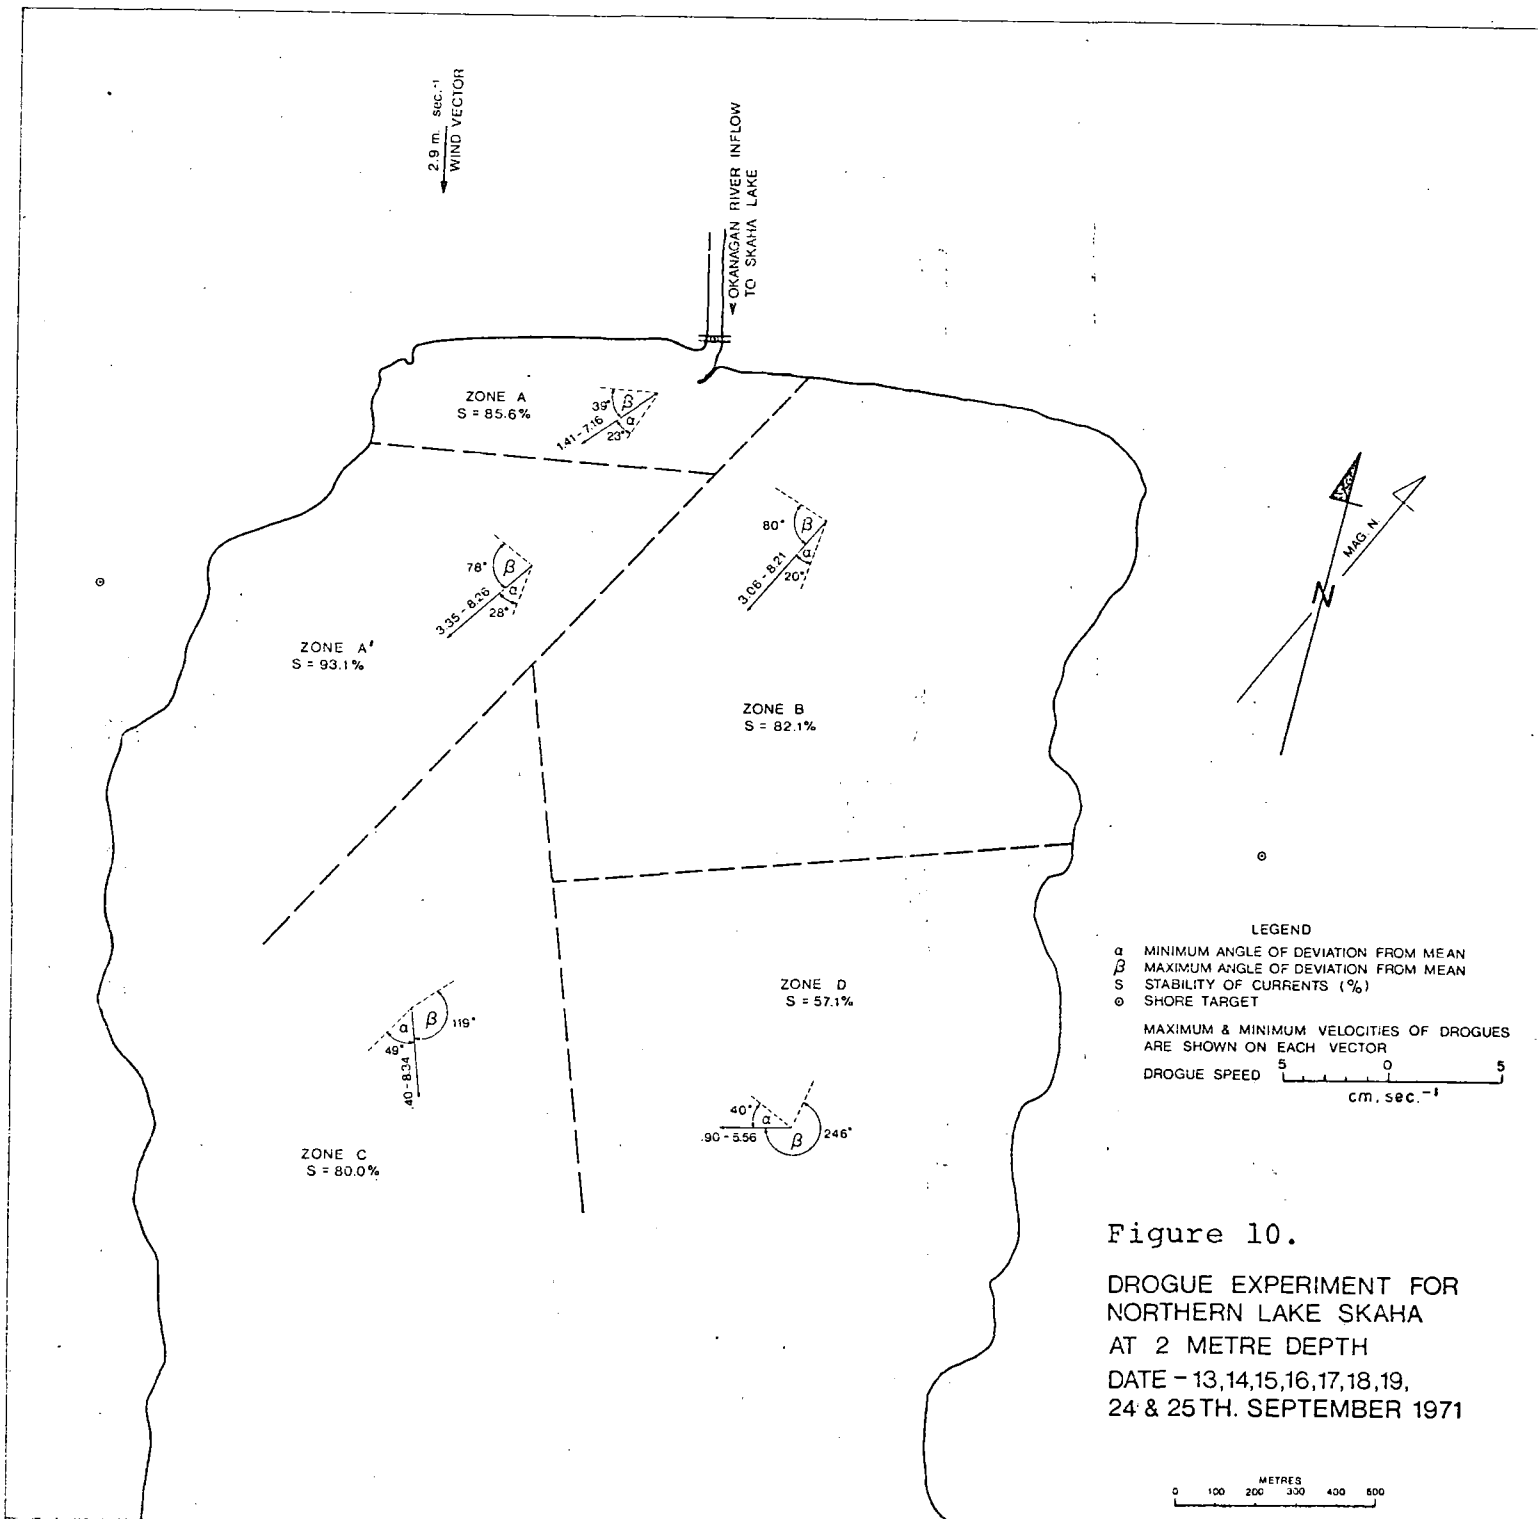 2.9 m. sec.⁻¹
WIND VECTOR
OKANAGAN RIVER INFLOW
TO SKAHA LAKE
ZONE A
S = 85.6%
39°
β
α
23°
1.41-7.16
80°
β
α
20°
3.06-8.21
78°
β
α
28°
3.35-8.26
ZONE A'
S = 93.1%
ZONE B
S = 82.1%
MAG. N.
N
ZONE D
S = 57.1%
α
β
119°
49°
.40-8.34
40°
α
.90-5.56
β
246°
ZONE C
S = 80.0%
LEGEND
α MINIMUM ANGLE OF DEVIATION FROM MEAN
β MAXIMUM ANGLE OF DEVIATION FROM MEAN
S STABILITY OF CURRENTS (%)
⊙ SHORE TARGET
MAXIMUM & MINIMUM VELOCITIES OF DROGUES
ARE SHOWN ON EACH VECTOR
DROGUE SPEED 5 0 5
cm. sec.⁻¹
Figure 10.
DROGUE EXPERIMENT FOR
NORTHERN LAKE SKAHA
AT 2 METRE DEPTH
DATE - 13,14,15,16,17,18,19,
24 & 25TH. SEPTEMBER 1971
METRES
0 100 200 300 400 500